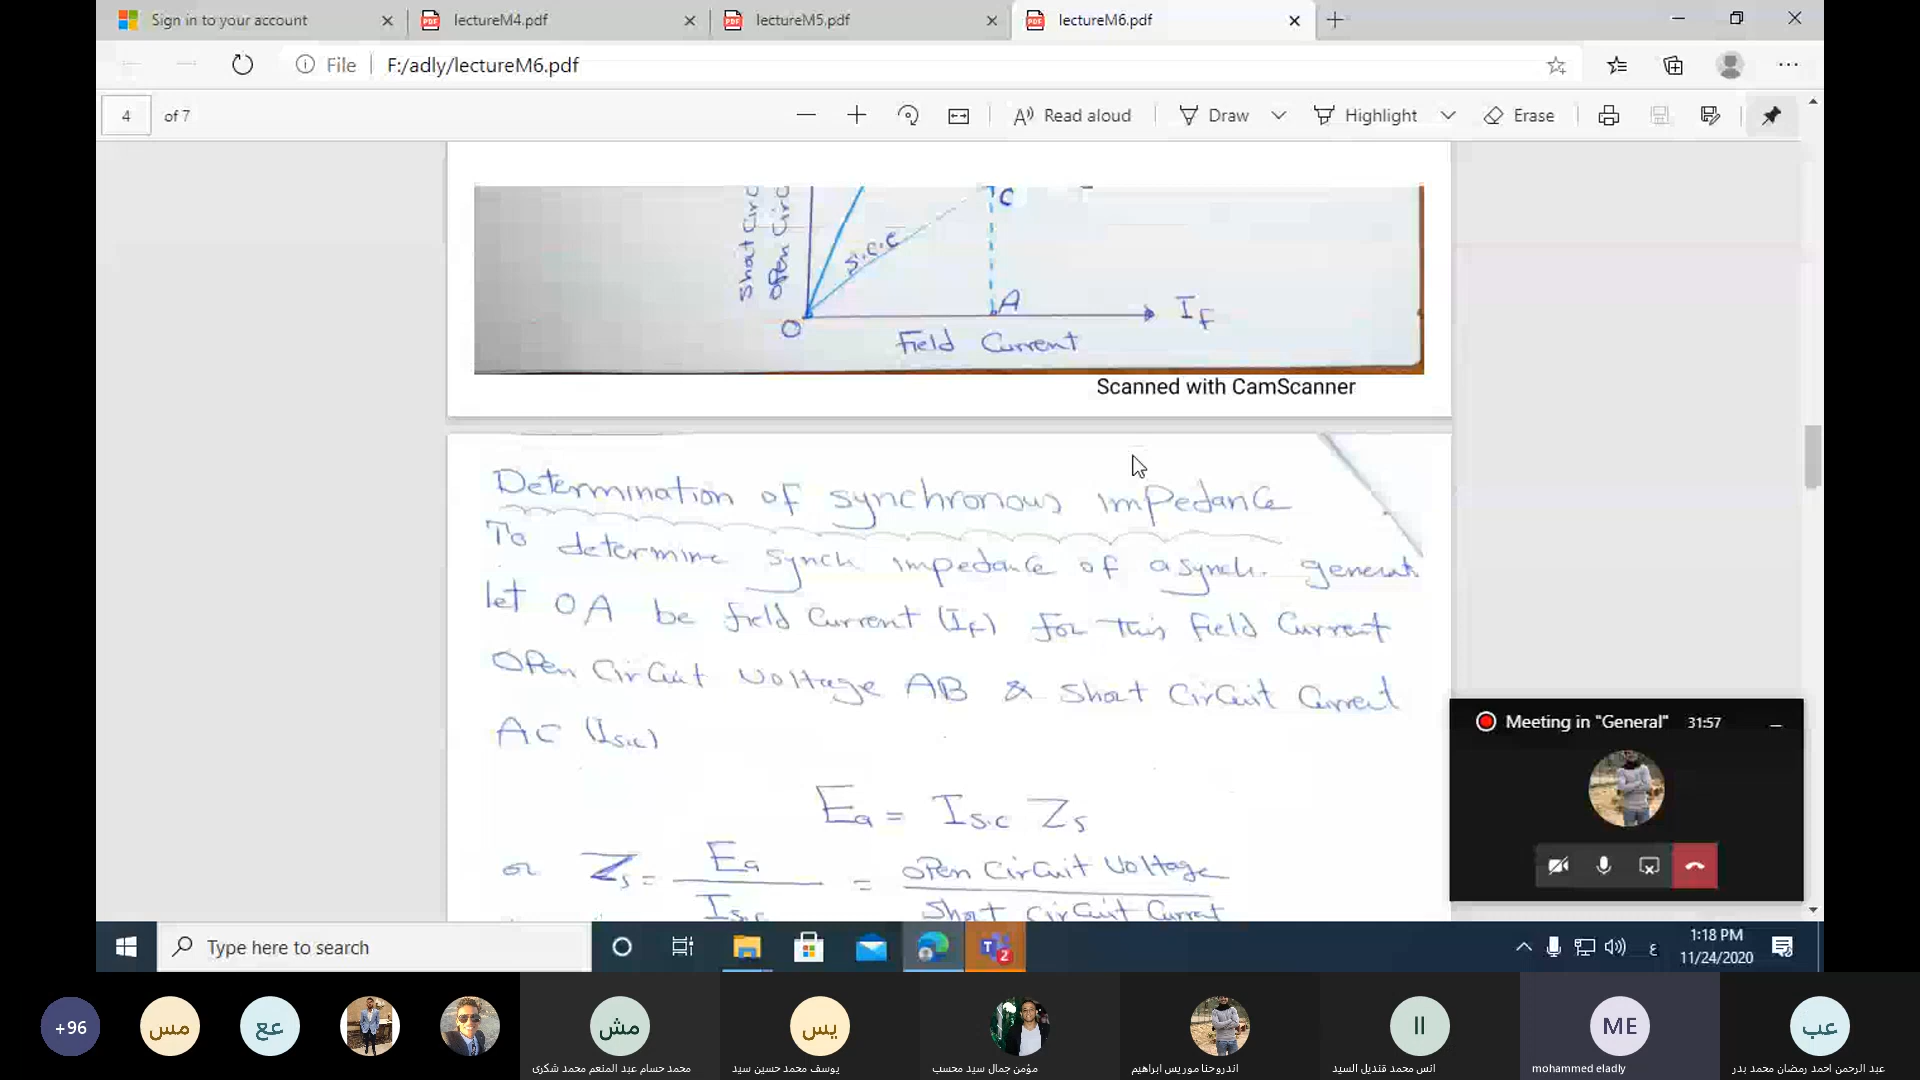 Sign in to your account
lectureM4.pdf
lectureM5.pdf
lectureM6.pdf
File
F:/adly/lectureM6.pdf
4 of 7
Read aloud
Draw
Highlight
Erase
Short Circ
Open Circ
C
S.C.C
O
A
If
Field Current
Scanned with CamScanner
Determination of synchronous impedance
To determine synch impedance of a synch. generat
let OA be field Current (If) for this field Current
open Circuit Voltage AB & Short Circuit Current
AC (Is.c)
Ea = Is.c Zs
or Zs = Ea / Is.c = open Circuit Voltage / Short Circuit Current
Meeting in "General" 31:57
Type here to search
2
ع
1:18 PM
11/24/2020
+96
مس
عع
مش
يس
II
ME
عب
محمد حسام عبد المنعم محمد شكرى
يوسف محمد حسين سيد
مؤمن جمال سيد محسب
اندروحنا موريس ابراهيم
انس محمد قنديل السيد
mohammed eladly
عبد الرحمن احمد رمضان محمد بدر